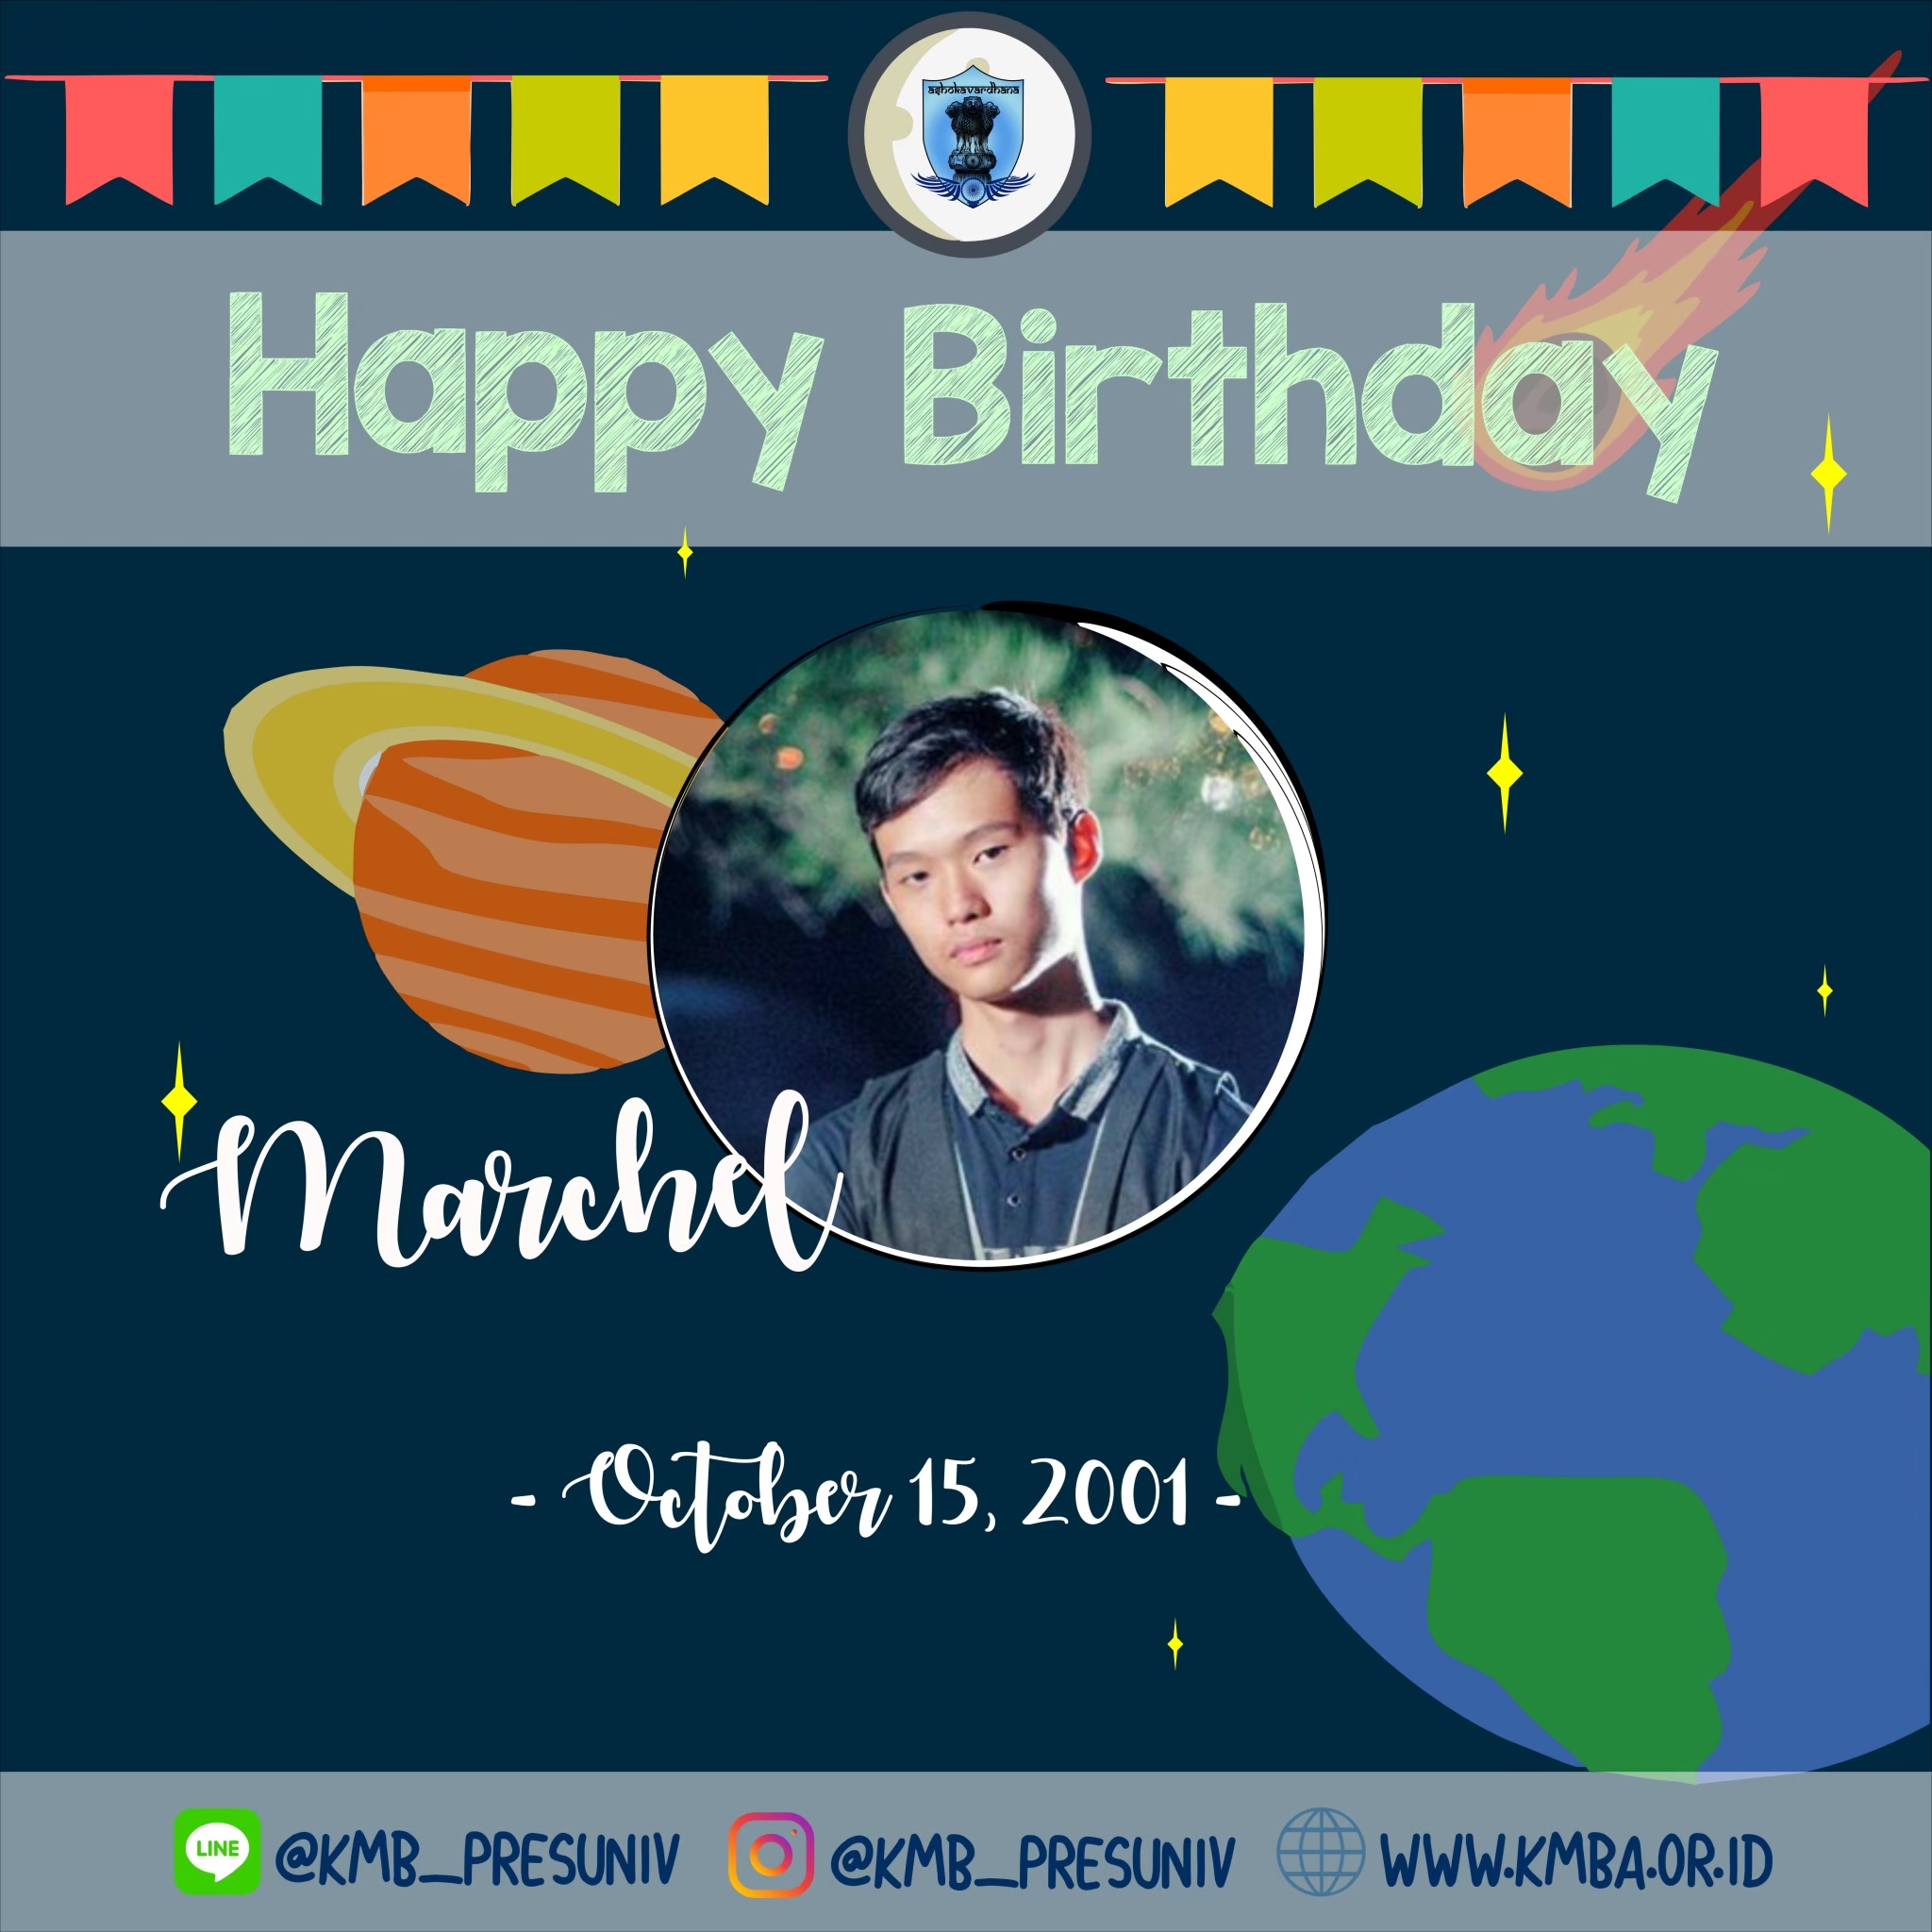 ashokavardhana
Happy Birthday
Marchel
- October 15, 2001 -
LINE
@KMB_PRESUNIV
@KMB_PRESUNIV
WWW.KMBA.OR.ID